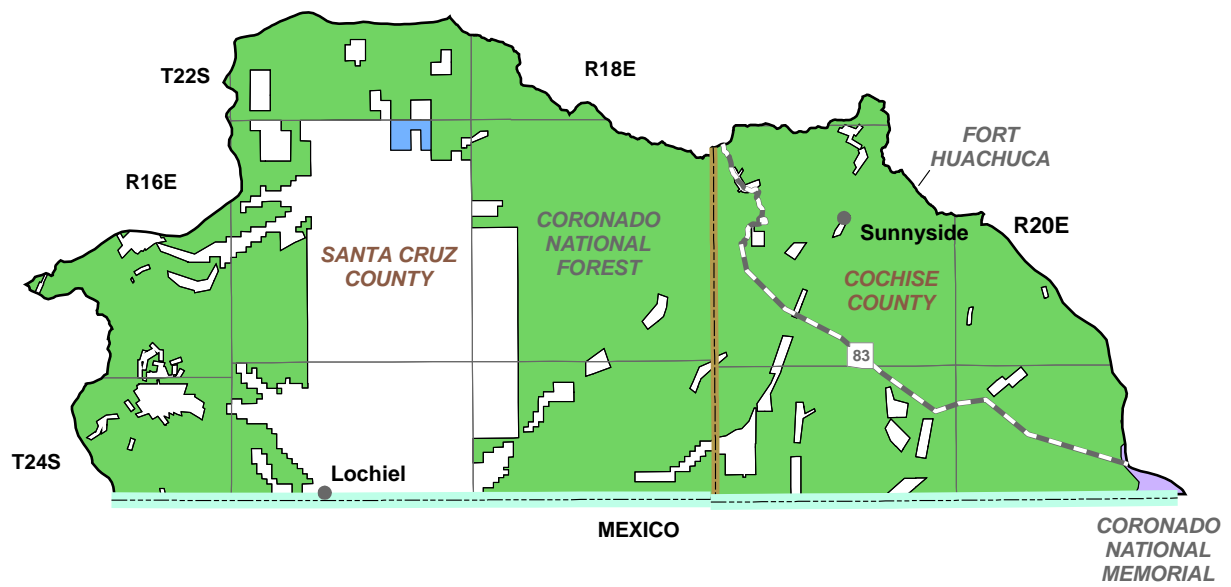 R18E
T22S
FORT
HUACHUCA
R16E
CORONADO
NATIONAL
FOREST
R20E
Sunnyside
SANTA CRUZ
COUNTY
COCHISE
COUNTY
83
T24S
Lochiel
MEXICO
CORONADO
NATIONAL
MEMORIAL